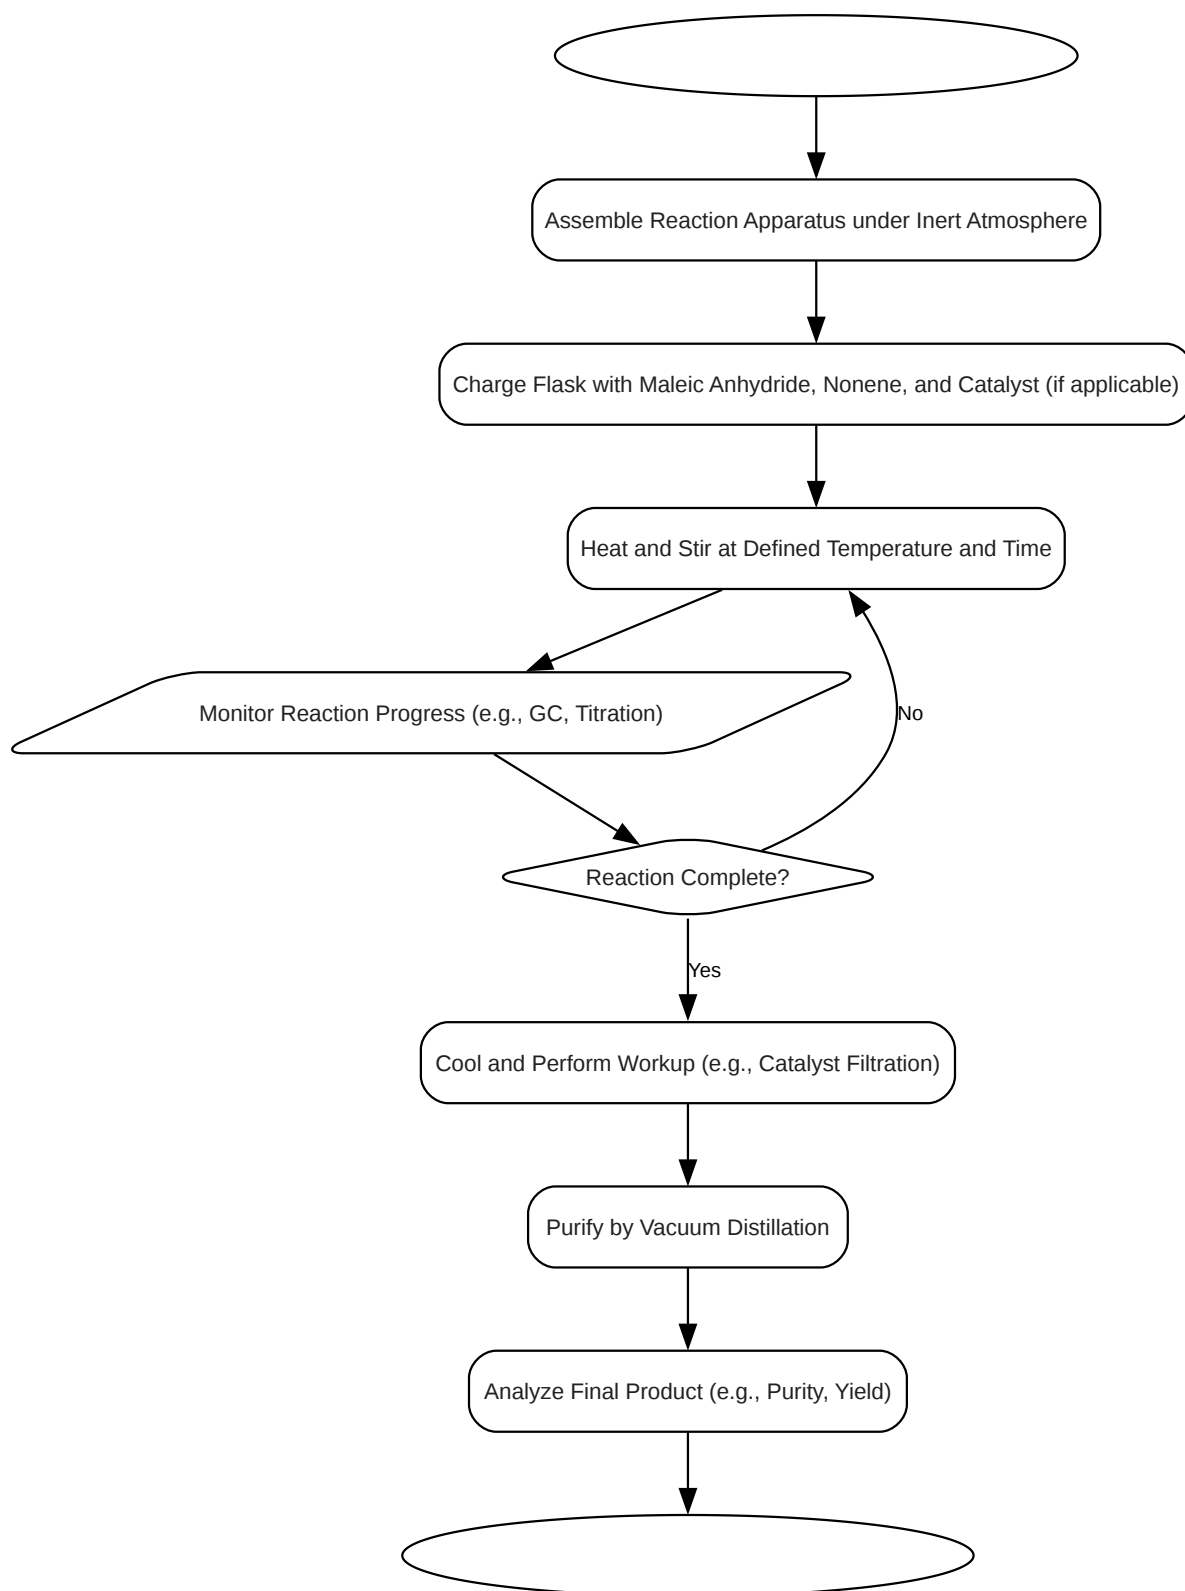 Assemble Reaction Apparatus under Inert Atmosphere
Charge Flask with Maleic Anhydride, Nonene, and Catalyst (if applicable)
Heat and Stir at Defined Temperature and Time
Monitor Reaction Progress (e.g., GC, Titration)
No
Reaction Complete?
Yes
Cool and Perform Workup (e.g., Catalyst Filtration)
Purify by Vacuum Distillation
Analyze Final Product (e.g., Purity, Yield)